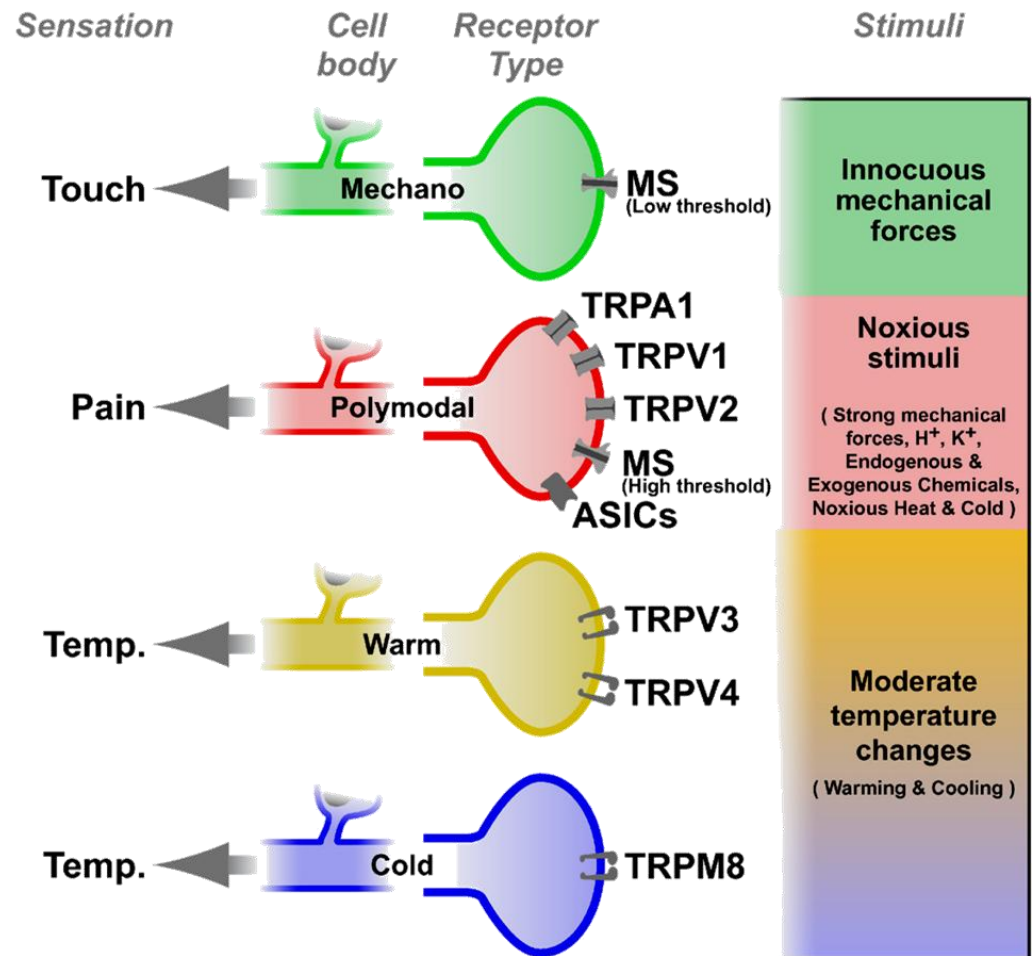 Sensation
Cell
body
Receptor
Type
Stimuli
Touch
Mechano
MS
(Low threshold)
Innocuous
mechanical
forces
Pain
Polymodal
TRPA1
TRPV1
TRPV2
MS
(High threshold)
ASICs
Noxious
stimuli
( Strong mechanical
forces, H⁺, K⁺,
Endogenous &
Exogenous Chemicals,
Noxious Heat & Cold )
Temp.
Warm
TRPV3
TRPV4
Moderate
temperature
changes
( Warming & Cooling )
Temp.
Cold
TRPM8